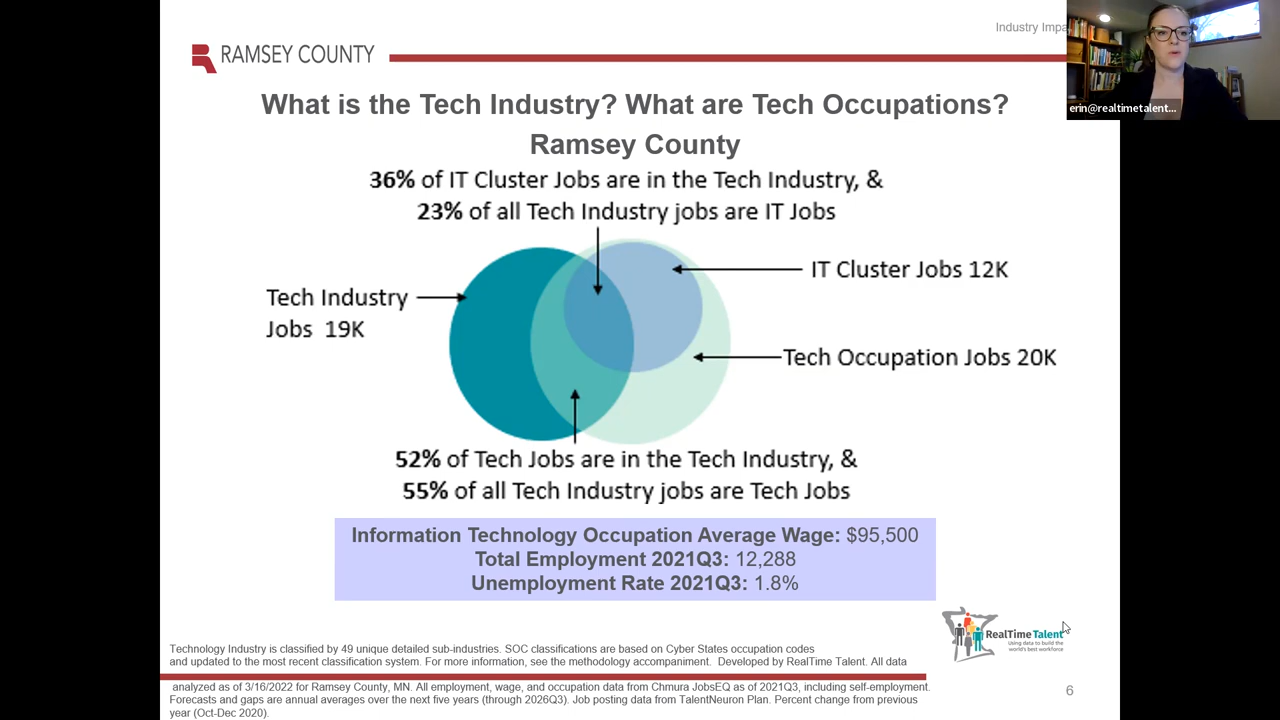 Industry Impa
RAMSEY COUNTY
erin@realtimetalent...
What is the Tech Industry? What are Tech Occupations?
Ramsey County
36% of IT Cluster Jobs are in the Tech Industry, &
23% of all Tech Industry jobs are IT Jobs
IT Cluster Jobs 12K
Tech Industry
Jobs 19K
Tech Occupation Jobs 20K
52% of Tech Jobs are in the Tech Industry, &
55% of all Tech Industry jobs are Tech Jobs
Information Technology Occupation Average Wage: $95,500
Total Employment 2021Q3: 12,288
Unemployment Rate 2021Q3: 1.8%
RealTime Talent
Using data to build the
world's best workforce
Technology Industry is classified by 49 unique detailed sub-industries. SOC classifications are based on Cyber States occupation codes
and updated to the most recent classification system. For more information, see the methodology accompaniment. Developed by RealTime Talent. All data
analyzed as of 3/16/2022 for Ramsey County, MN. All employment, wage, and occupation data from Chmura JobsEQ as of 2021Q3, including self-employment.
Forecasts and gaps are annual averages over the next five years (through 2026Q3). Job posting data from TalentNeuron Plan. Percent change from previous
year (Oct-Dec 2020).
6